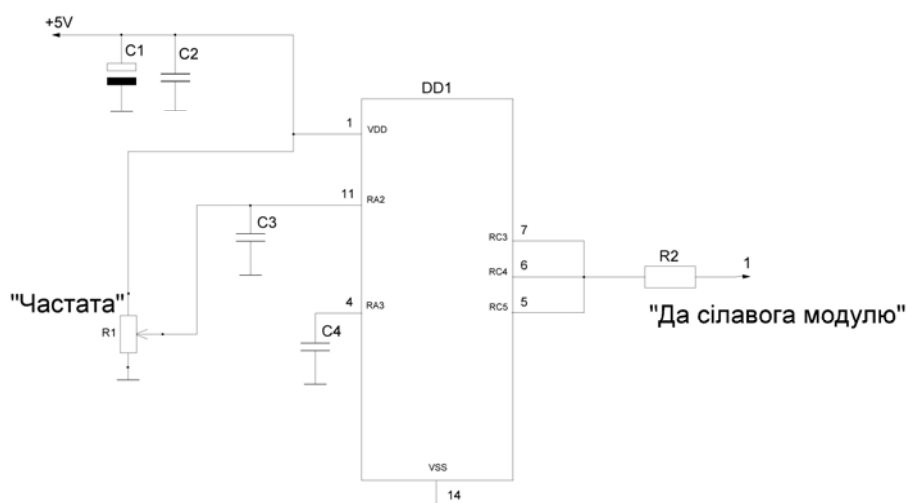 +5V
C1
C2
DD1
1
VDD
11
RA2
C3
7
RC3
R2
1
6
RC4
"Частата"
4
RA3
5
RC5
"Да сілавога модулю"
R1
C4
VSS
14